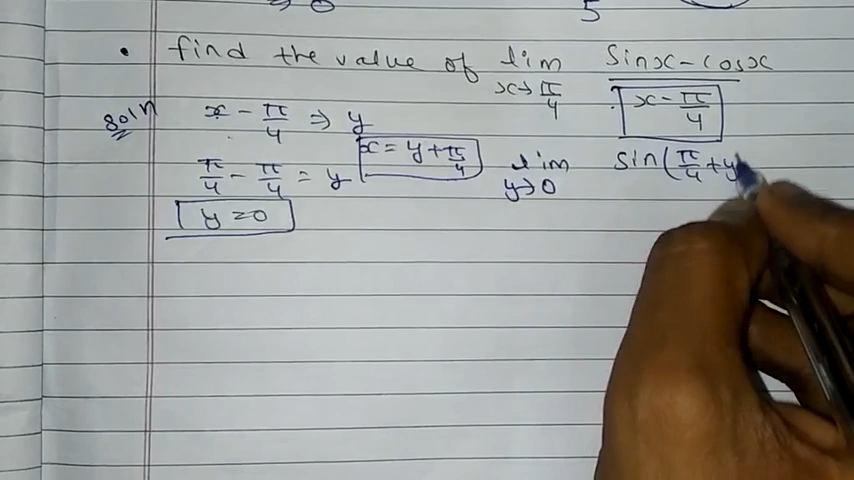 0
5
• find the value of lim x→π/4 sinx - cosx / x - π/4
Soln x - π/4 ⇒ y
x = y + π/4
π/4 - π/4 = y
lim y→0 sin(π/4 + y
y = 0